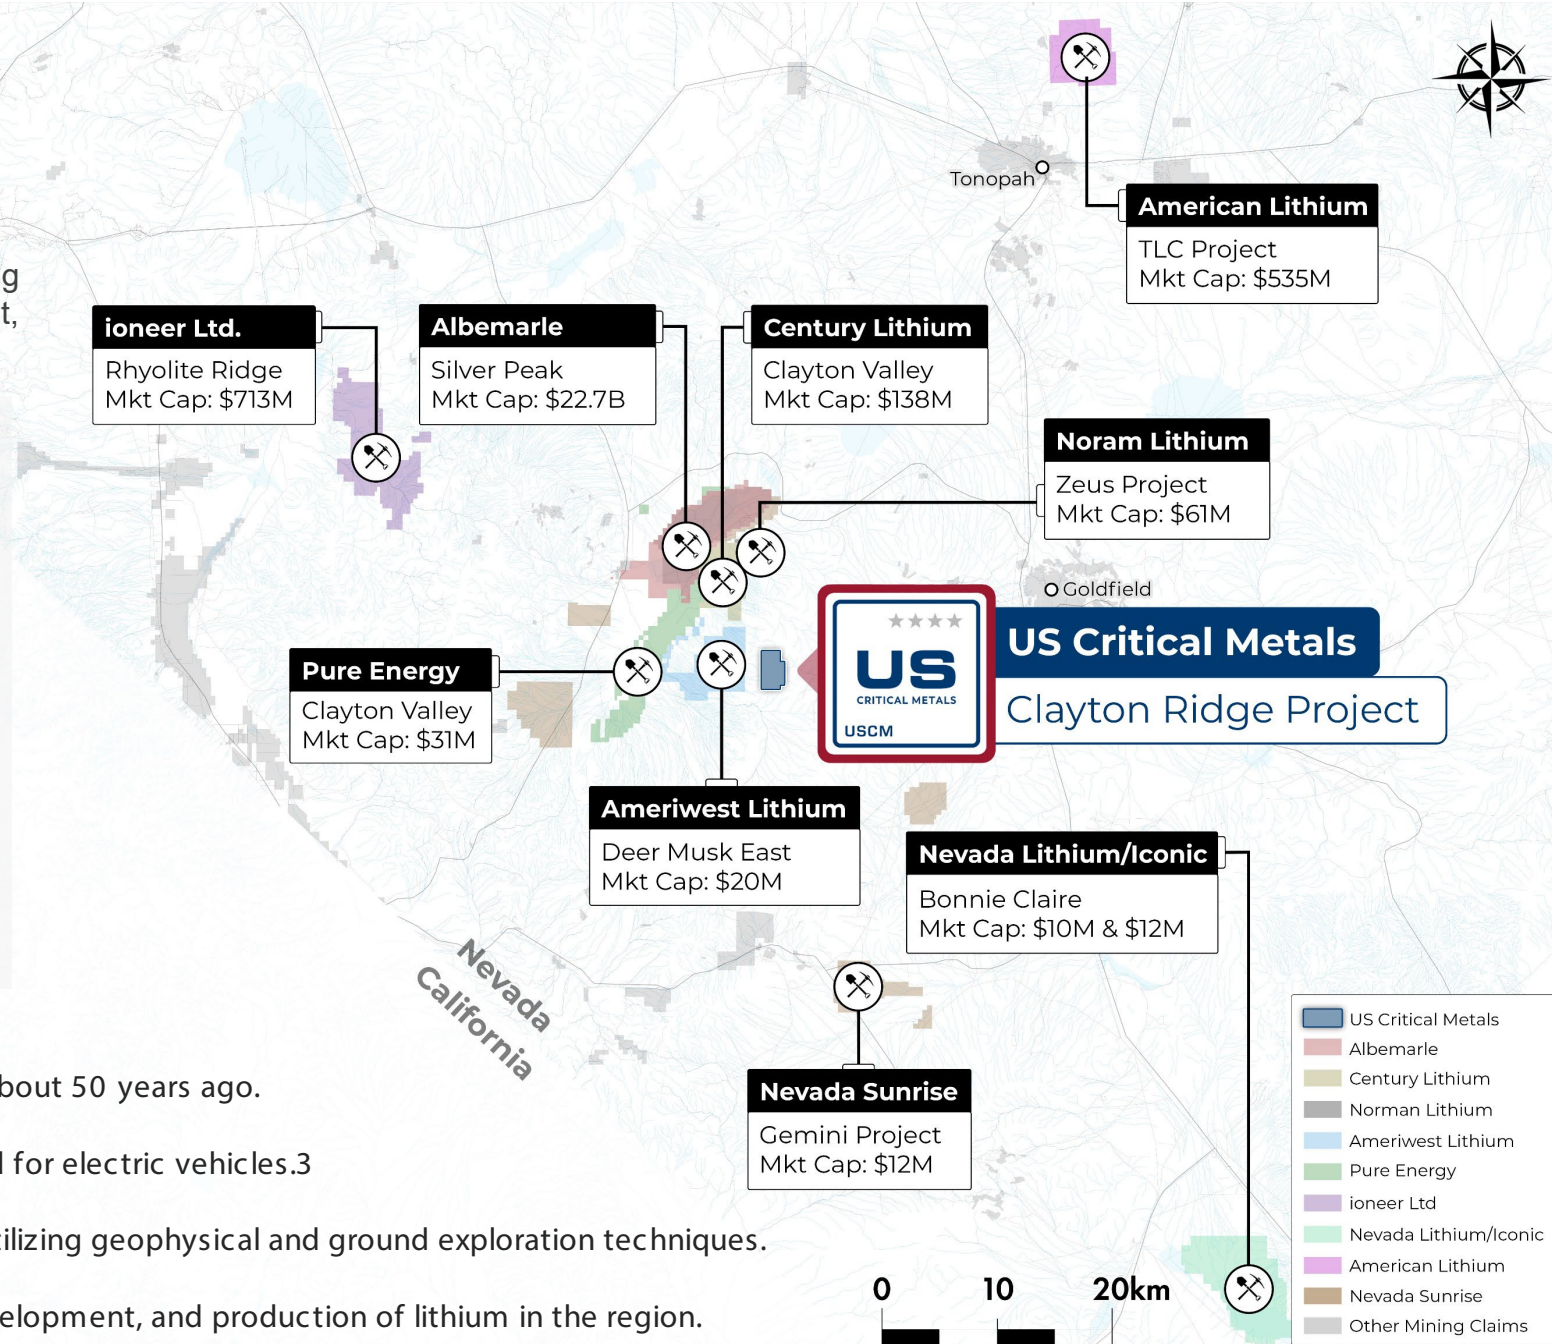 Tonopah
American Lithium
TLC Project
Mkt Cap: $535M
g
t,
ioneer Ltd.
Rhyolite Ridge
Mkt Cap: $713M
Albemarle
Silver Peak
Mkt Cap: $22.7B
Century Lithium
Clayton Valley
Mkt Cap: $138M
Noram Lithium
Zeus Project
Mkt Cap: $61M
Goldfield
US
CRITICAL METALS
USCM
US Critical Metals
Clayton Ridge Project
Pure Energy
Clayton Valley
Mkt Cap: $31M
Ameriwest Lithium
Deer Musk East
Mkt Cap: $20M
Nevada Lithium/Iconic
Bonnie Claire
Mkt Cap: $10M & $12M
Nevada
California
Nevada Sunrise
Gemini Project
Mkt Cap: $12M
bout 50 years ago.
for electric vehicles.3
ilizing geophysical and ground exploration techniques.
elopment, and production of lithium in the region.
0 10 20km
US Critical Metals
Albemarle
Century Lithium
Norman Lithium
Ameriwest Lithium
Pure Energy
ioneer Ltd
Nevada Lithium/Iconic
American Lithium
Nevada Sunrise
Other Mining Claims